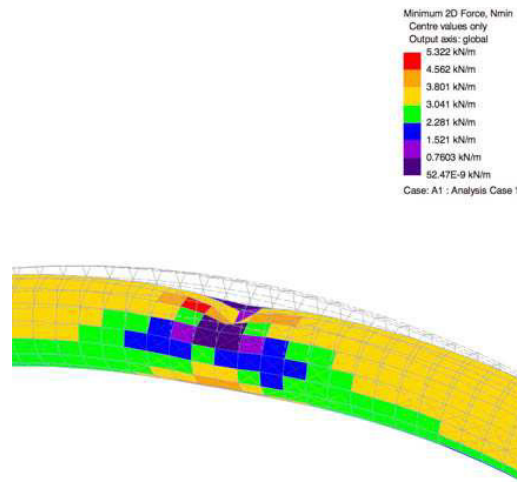 Minimum 2D Force, Nmin
Centre values only
Output axis: global
5.322 kN/m
4.562 kN/m
3.801 kN/m
3.041 kN/m
2.281 kN/m
1.521 kN/m
0.7603 kN/m
52.47E-9 kN/m
Case: A1 : Analysis Case 1